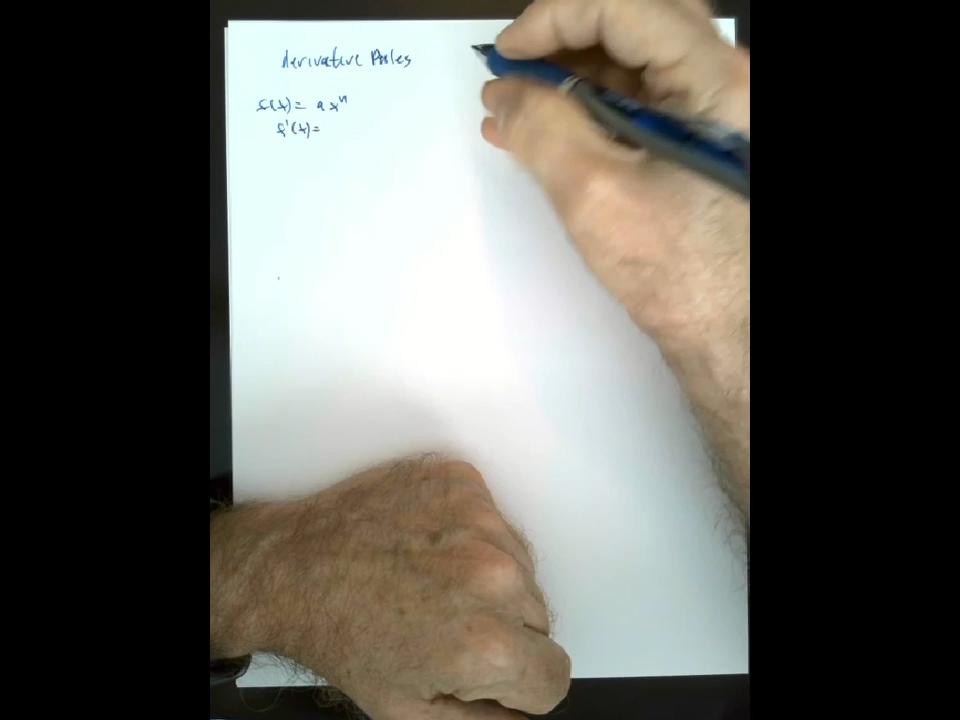 derivative Rules
f(x) = a x^n
f'(x) =